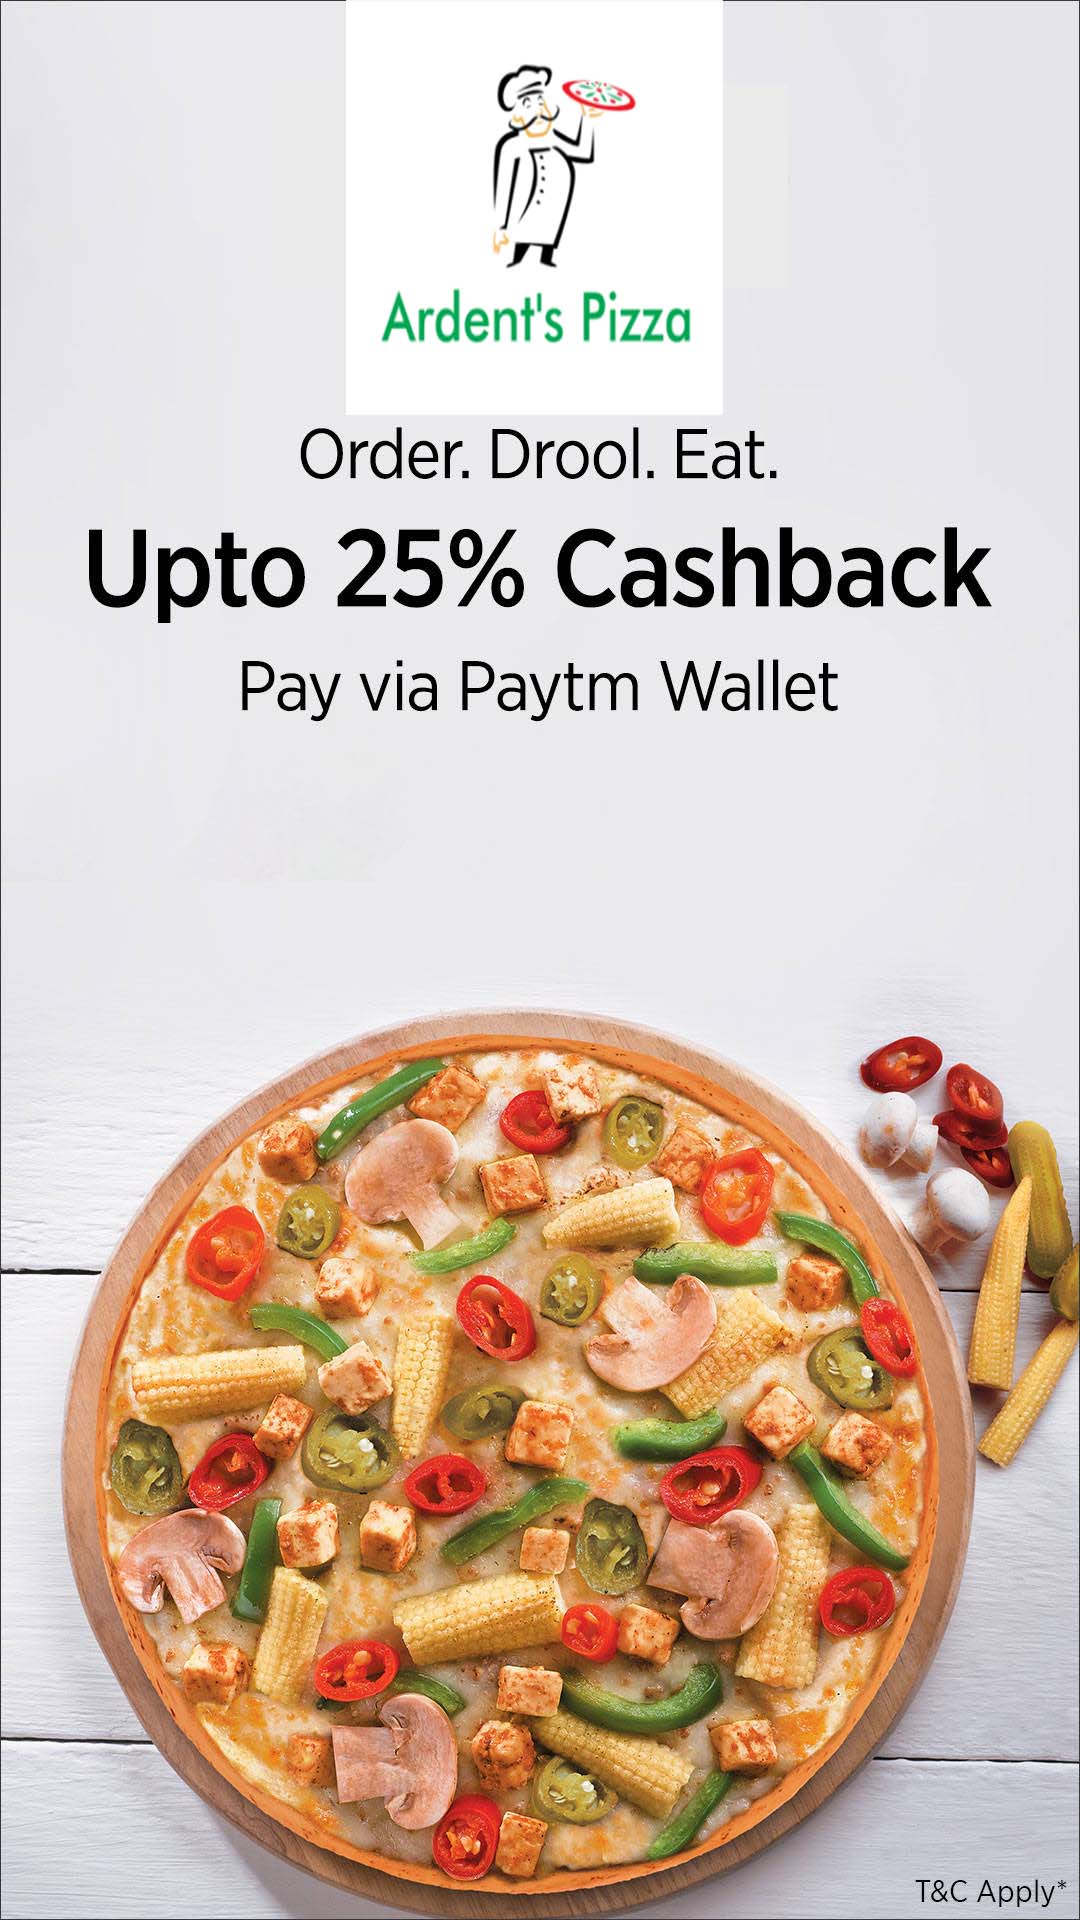 Ardent's Pizza
Order. Drool. Eat.
Upto 25% Cashback
Pay via Paytm Wallet
T&C Apply*